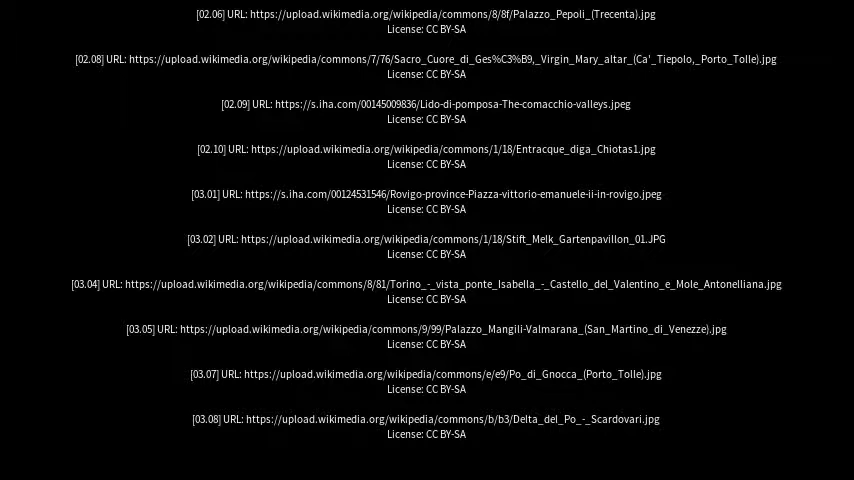 [02.06] URL: https://upload.wikimedia.org/wikipedia/commons/8/8f/Palazzo_Pepoli_(Trecenta).jpg
License: CC BY-SA
[02.08] URL: https://upload.wikimedia.org/wikipedia/commons/7/76/Sacro_Cuore_di_Ges%C3%B9,_Virgin_Mary_altar_(Ca'_Tiepolo,_Porto_Tolle).jpg
License: CC BY-SA
[02.09] URL: https://s.iha.com/00145009836/Lido-di-pomposa-The-comacchio-valleys.jpeg
License: CC BY-SA
[02.10] URL: https://upload.wikimedia.org/wikipedia/commons/1/18/Entracque_diga_Chiotas1.jpg
License: CC BY-SA
[03.01] URL: https://s.iha.com/00124531546/Rovigo-province-Piazza-vittorio-emanuele-ii-in-rovigo.jpeg
License: CC BY-SA
[03.02] URL: https://upload.wikimedia.org/wikipedia/commons/1/18/Stift_Melk_Gartenpavillon_01.JPG
License: CC BY-SA
[03.04] URL: https://upload.wikimedia.org/wikipedia/commons/8/81/Torino_-_vista_ponte_Isabella_-_Castello_del_Valentino_e_Mole_Antonelliana.jpg
License: CC BY-SA
[03.05] URL: https://upload.wikimedia.org/wikipedia/commons/9/99/Palazzo_Mangili-Valmarana_(San_Martino_di_Venezze).jpg
License: CC BY-SA
[03.07] URL: https://upload.wikimedia.org/wikipedia/commons/e/e9/Po_di_Gnocca_(Porto_Tolle).jpg
License: CC BY-SA
[03.08] URL: https://upload.wikimedia.org/wikipedia/commons/b/b3/Delta_del_Po_-_Scardovari.jpg
License: CC BY-SA